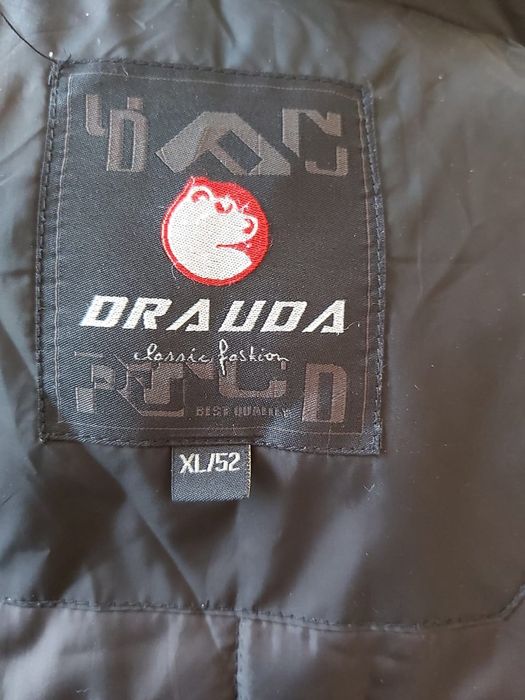 DRAUDA
classic fashion
BEST QUALITY
XL/52